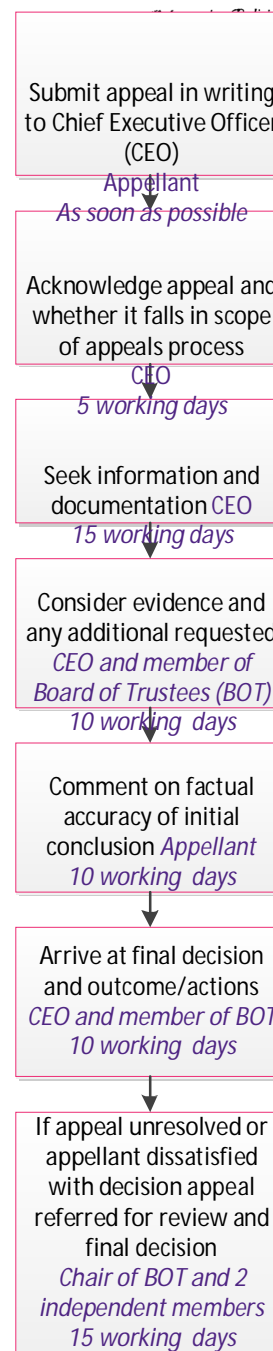 Submit appeal in writing
to Chief Executive Officer
(CEO)
Appellant
As soon as possible
Acknowledge appeal and
whether it falls in scope
of appeals process
CEO
5 working days
Seek information and
documentation CEO
15 working days
Consider evidence and
any additional requested
CEO and member of
Board of Trustees (BOT)
10 working days
Comment on factual
accuracy of initial
conclusion Appellant
10 working days
Arrive at final decision
and outcome/actions
CEO and member of BOT
10 working days
If appeal unresolved or
appellant dissatisfied
with decision appeal
referred for review and
final decision
Chair of BOT and 2
independent members
15 working days